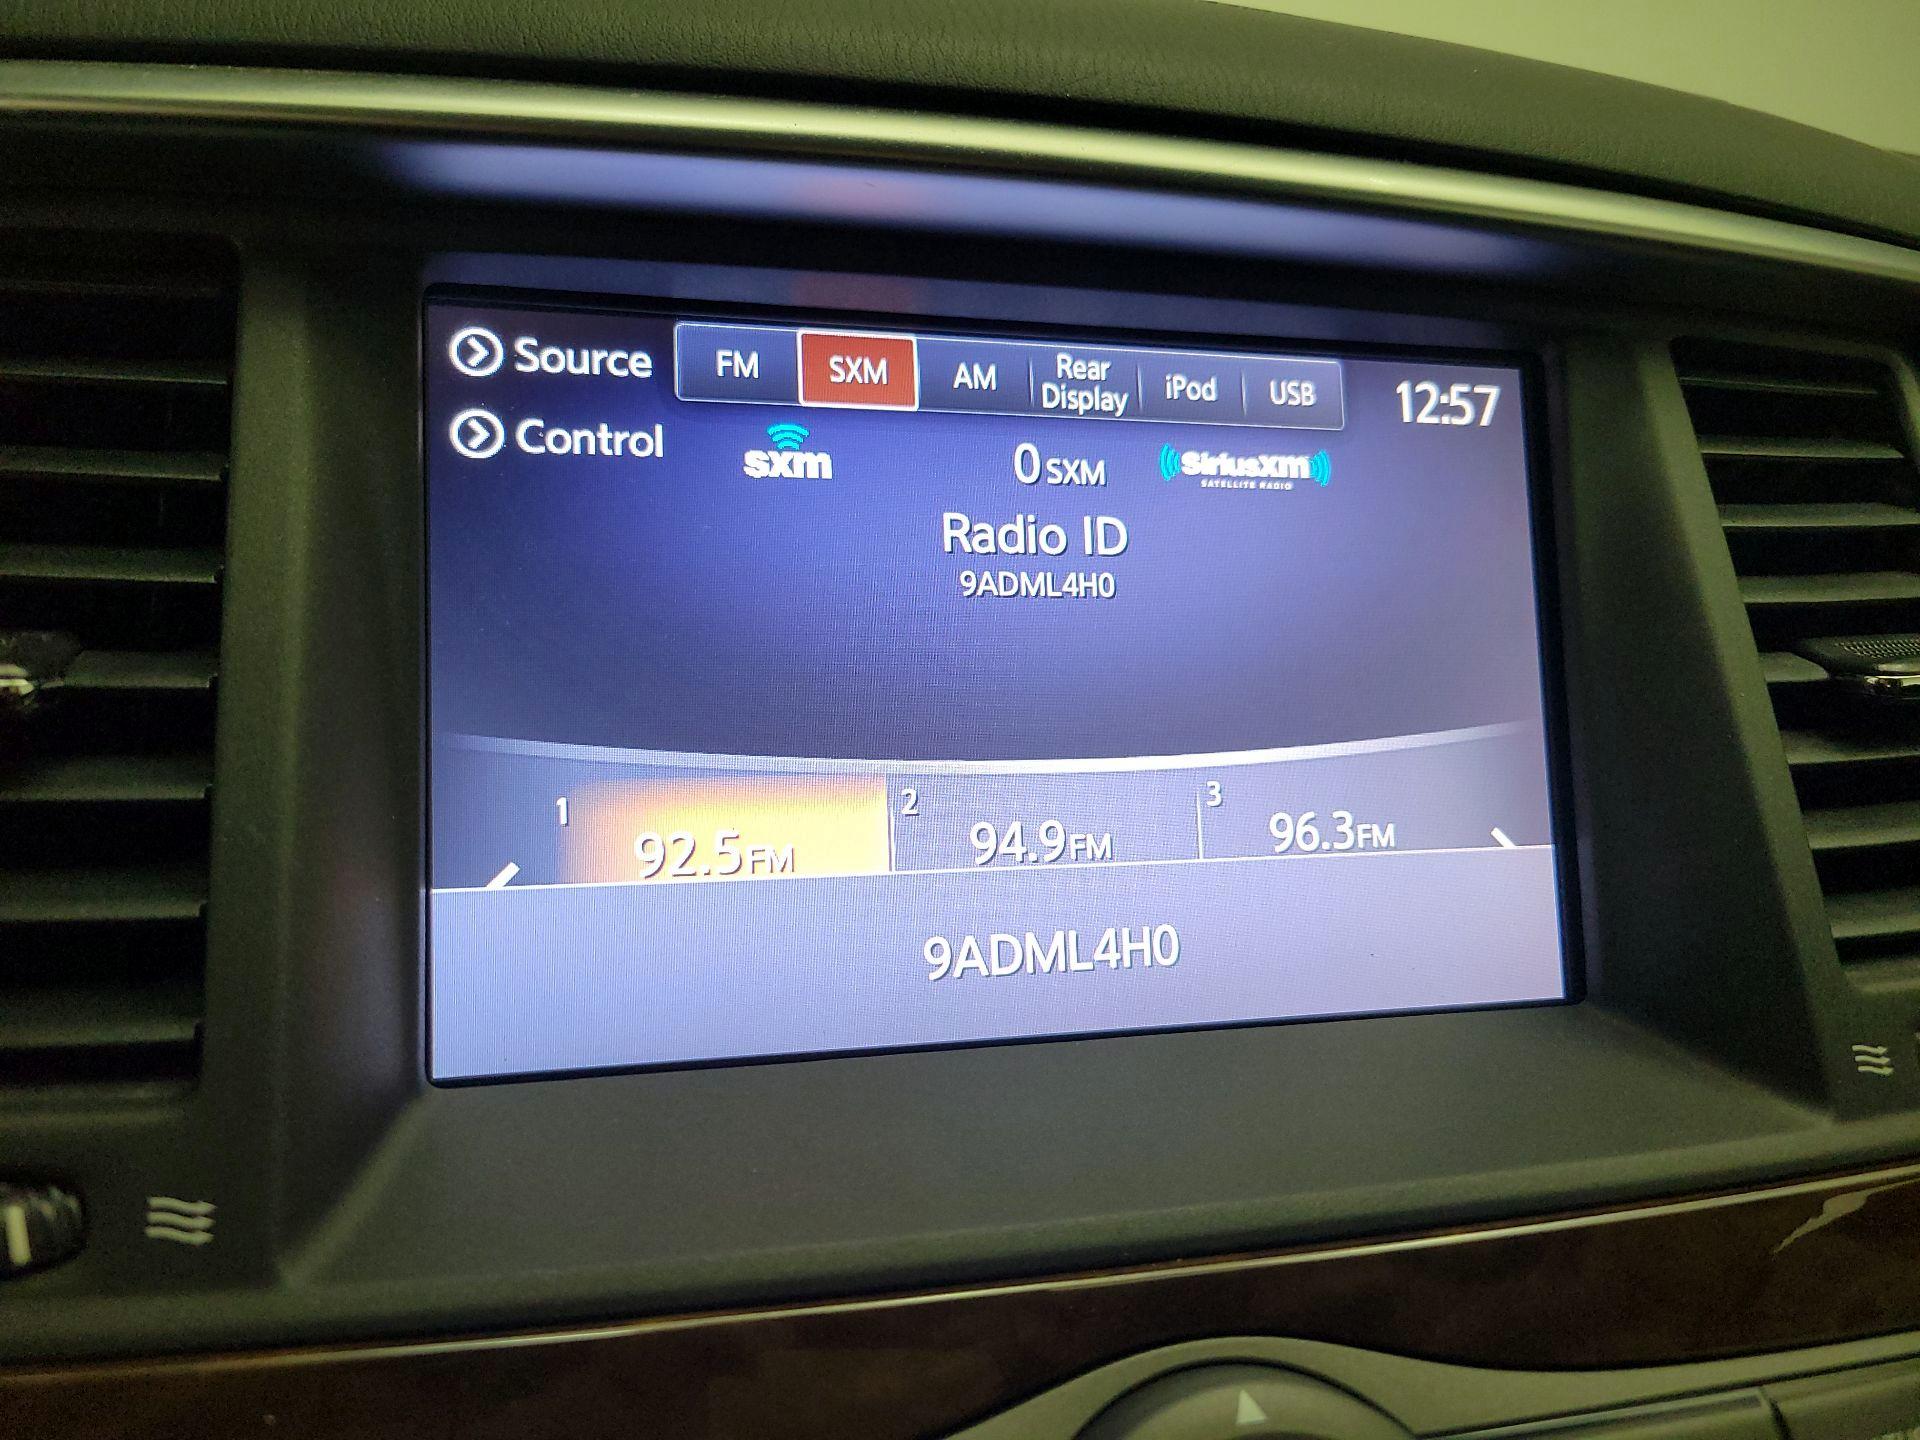 Source FM SXM AM Rear Display iPod USB 12:57
Control sxm 0 SXM SiriusXM
SATELLITE RADIO
Radio ID
9ADML4H0
1 92.5FM 2 94.9FM 3 96.3FM
9ADML4H0